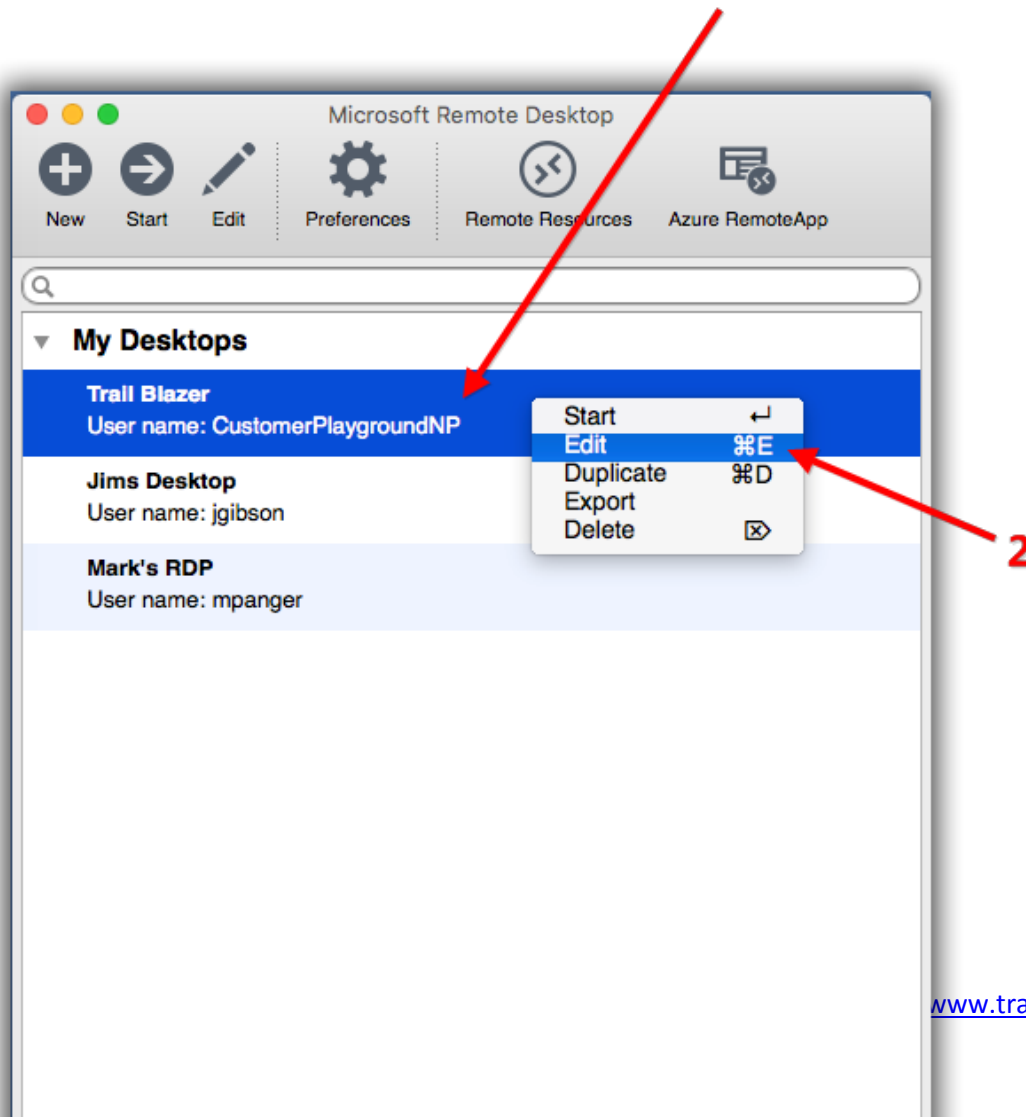 Microsoft Remote Desktop
New Start Edit Preferences Remote Resources Azure RemoteApp
My Desktops
Trail Blazer
User name: CustomerPlaygroundNP
Start ↵
Edit ⌘E
Duplicate ⌘D
Export
Delete ⌦
Jims Desktop
User name: jgibson
2
Mark's RDP
User name: mpanger
www.tra